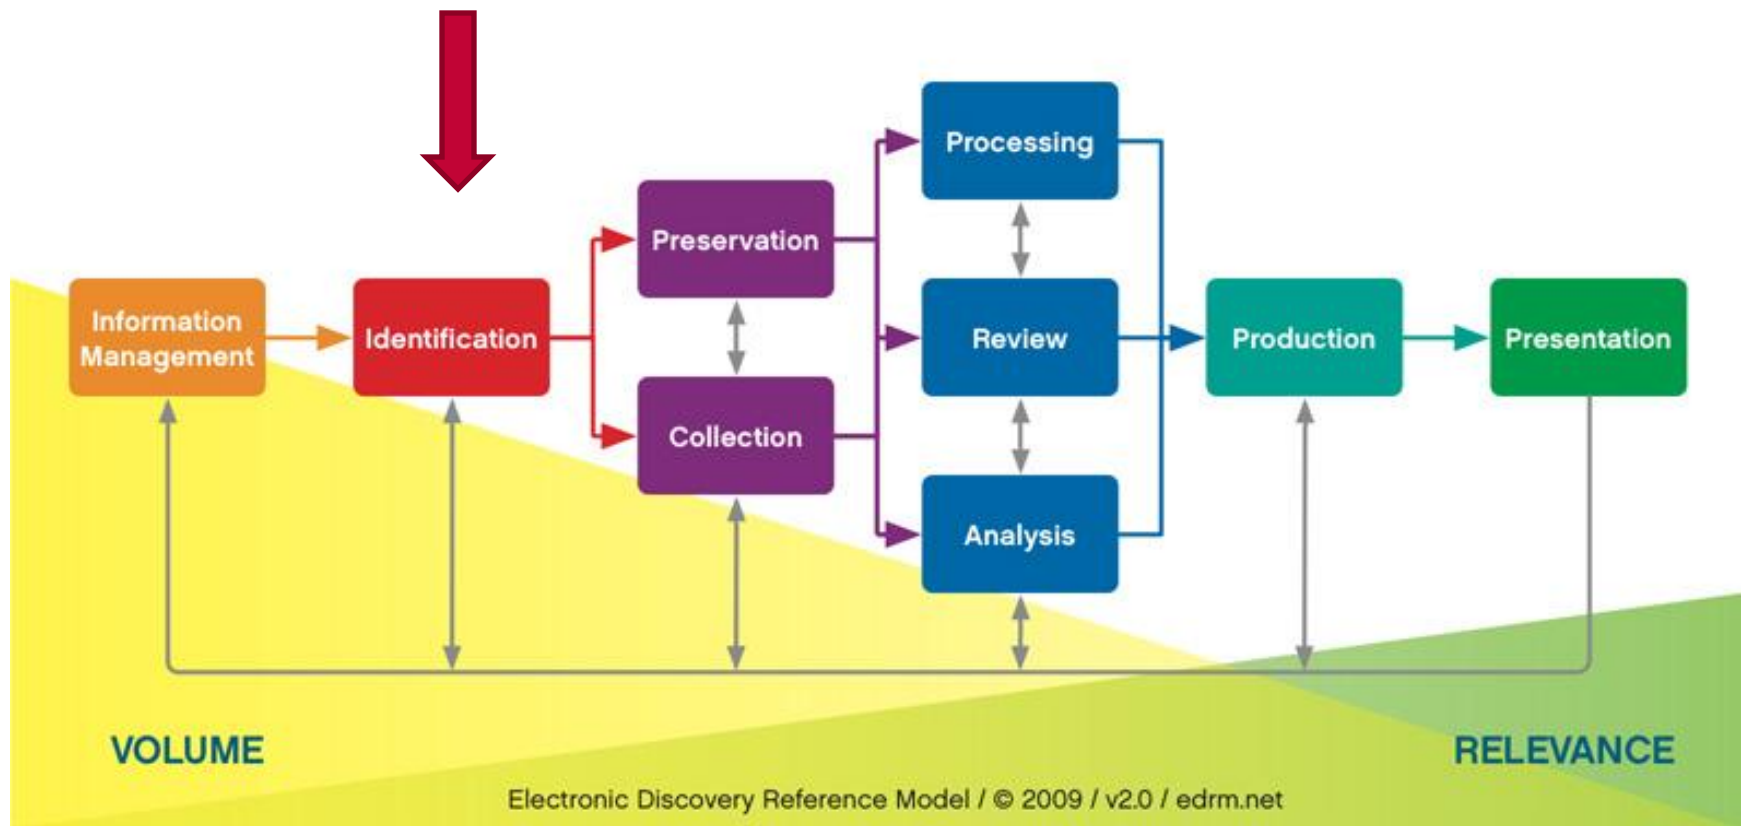 Information
Management
Identification
Preservation
Collection
Processing
Review
Analysis
Production
Presentation
VOLUME
RELEVANCE
Electronic Discovery Reference Model / © 2009 / v2.0 / edrm.net